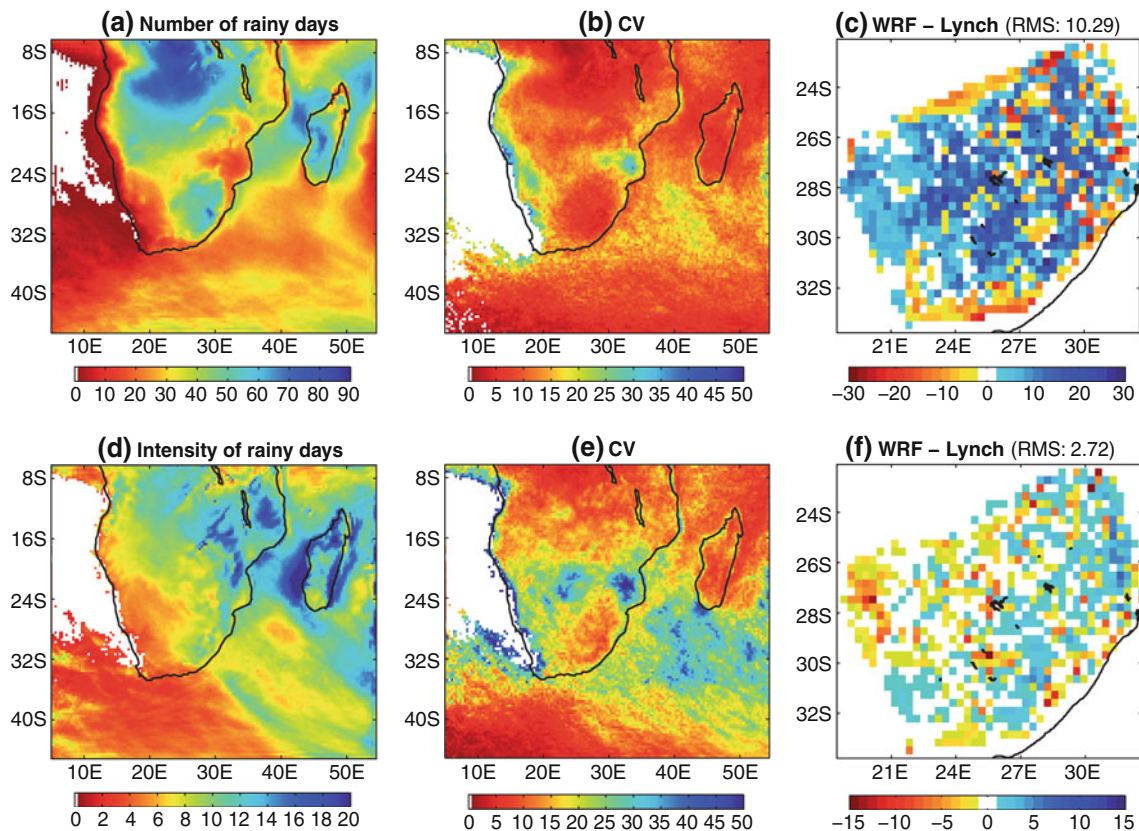 (a) Number of rainy days
8S
16S
24S
32S
40S
10E 20E 30E 40E 50E
0 10 20 30 40 50 60 70 80 90
(b) CV
8S
16S
24S
32S
40S
10E 20E 30E 40E 50E
0 5 10 15 20 25 30 35 40 45 50
(c) WRF – Lynch (RMS: 10.29)
24S
26S
28S
30S
32S
21E 24E 27E 30E
−30 −20 −10 0 10 20 30
(d) Intensity of rainy days
8S
16S
24S
32S
40S
10E 20E 30E 40E 50E
0 2 4 6 8 10 12 14 16 18 20
(e) CV
8S
16S
24S
32S
40S
10E 20E 30E 40E 50E
0 5 10 15 20 25 30 35 40 45 50
(f) WRF – Lynch (RMS: 2.72)
24S
26S
28S
30S
32S
21E 24E 27E 30E
−15 −10 −5 0 5 10 15